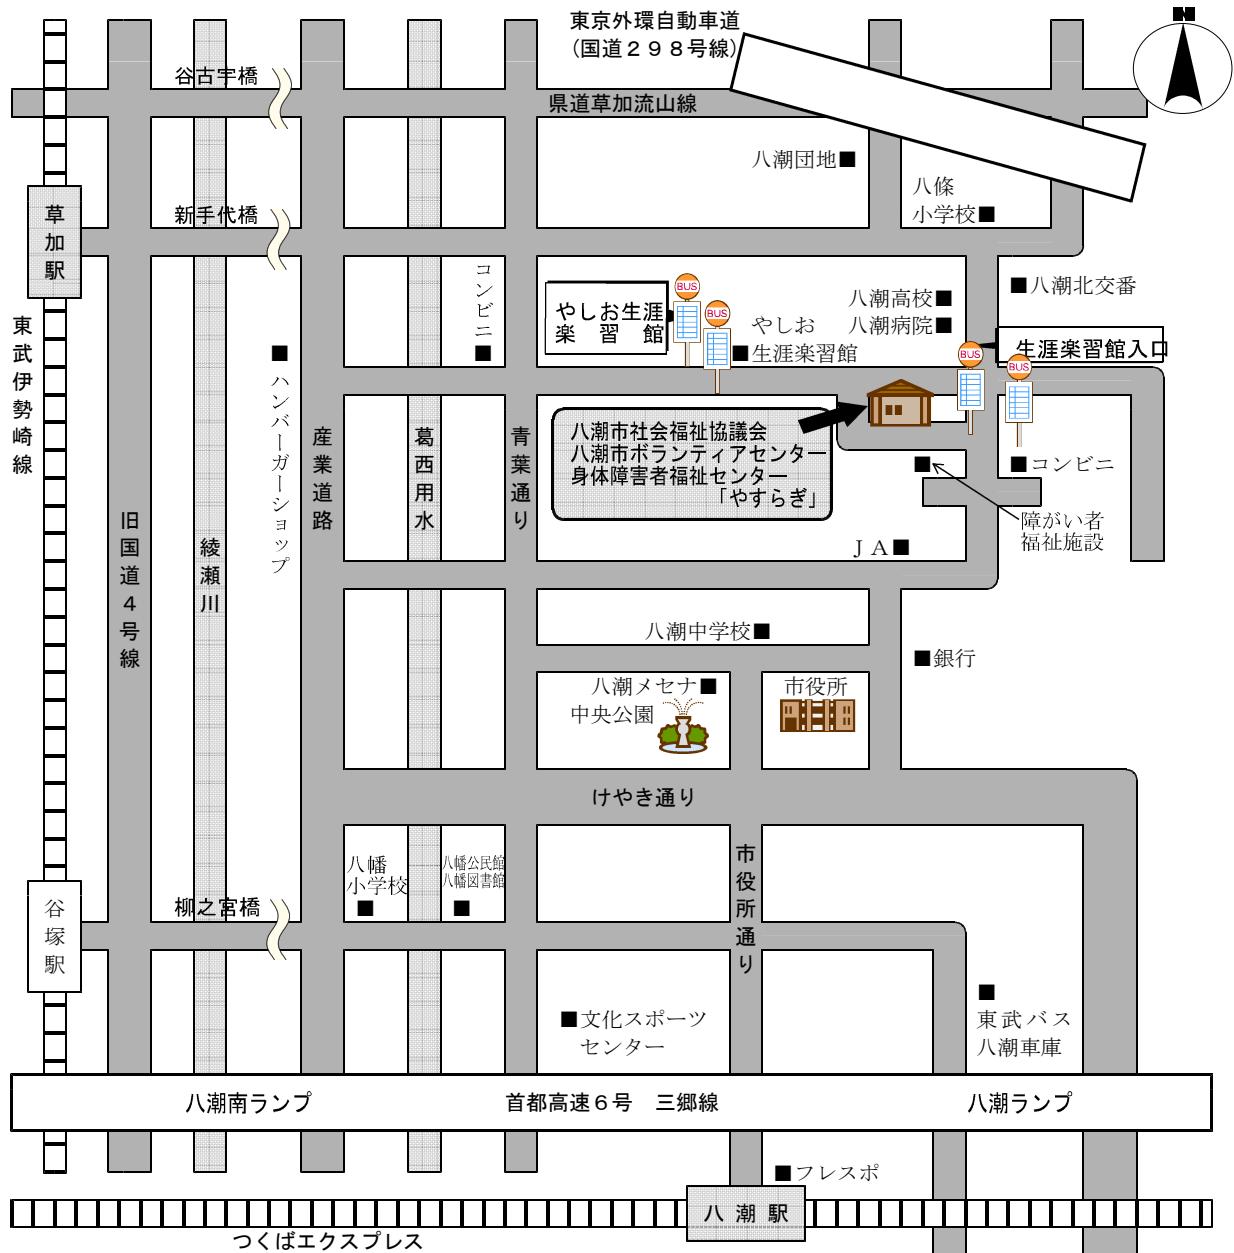 東京外環自動車道
（国道２９８号線）
N
谷古宇橋
県道草加流山線
八潮団地■
八條
小学校■
新手代橋
草加駅
コンビニ
■
BUS
BUS
やしお生涯
楽習館
やしお
■生涯楽習館
八潮高校■
八潮病院■
■八潮北交番
生涯楽習館入口
BUS
BUS
東武伊勢崎線
■
ハンバーガーショップ
産業道路
葛西用水
青葉通り
八潮市社会福祉協議会
八潮市ボランティアセンター
身体障害者福祉センター
「やすらぎ」
■
■コンビニ
障がい者
福祉施設
旧国道４号線
綾瀬川
ＪＡ■
八潮中学校■
■銀行
八潮メセナ■
中央公園
市役所
けやき通り
八幡
小学校
■
八幡公民館
八幡図書館
■
市役所通り
谷塚駅
柳之宮橋
■文化スポーツ
センター
■
東武バス
八潮車庫
八潮南ランプ
首都高速６号　三郷線
八潮ランプ
■フレスポ
八潮駅
つくばエクスプレス